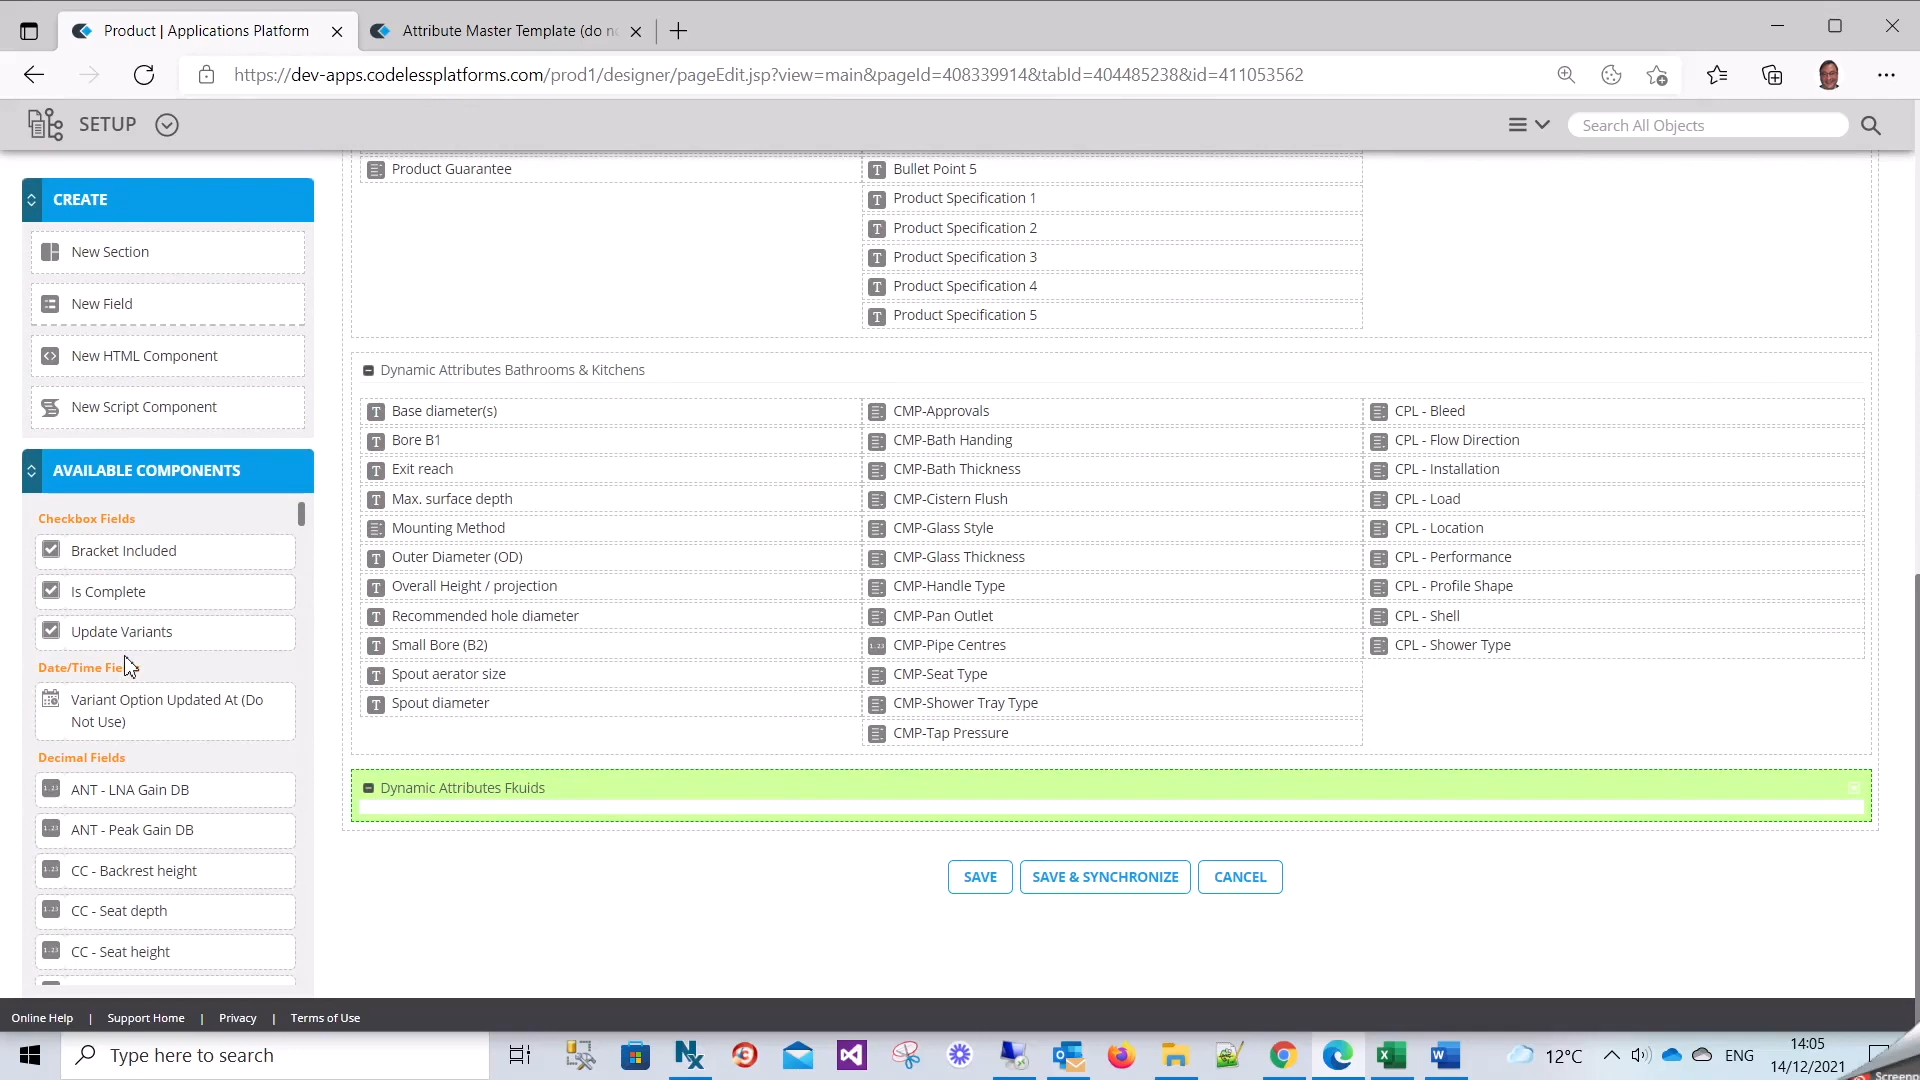 Product | Applications Platform
Attribute Master Template (do n
https://dev-apps.codelessplatforms.com/prod1/designer/pageEdit.jsp?view=main&pageId=408339914&tabId=404485238&id=411053562
SETUP
Search All Objects
CREATE
New Section
New Field
New HTML Component
New Script Component
AVAILABLE COMPONENTS
Checkbox Fields
Bracket Included
Is Complete
Update Variants
Date/Time Fie
Variant Option Updated At (Do
Not Use)
Decimal Fields
ANT - LNA Gain DB
ANT - Peak Gain DB
CC - Backrest height
CC - Seat depth
CC - Seat height
Product Guarantee
Bullet Point 5
Product Specification 1
Product Specification 2
Product Specification 3
Product Specification 4
Product Specification 5
Dynamic Attributes Bathrooms & Kitchens
Base diameter(s)
Bore B1
Exit reach
Max. surface depth
Mounting Method
Outer Diameter (OD)
Overall Height / projection
Recommended hole diameter
Small Bore (B2)
Spout aerator size
Spout diameter
CMP-Approvals
CMP-Bath Handing
CMP-Bath Thickness
CMP-Cistern Flush
CMP-Glass Style
CMP-Glass Thickness
CMP-Handle Type
CMP-Pan Outlet
CMP-Pipe Centres
CMP-Seat Type
CMP-Shower Tray Type
CMP-Tap Pressure
CPL - Bleed
CPL - Flow Direction
CPL - Installation
CPL - Load
CPL - Location
CPL - Performance
CPL - Profile Shape
CPL - Shell
CPL - Shower Type
Dynamic Attributes Fkuids
SAVE
SAVE & SYNCHRONIZE
CANCEL
Online Help | Support Home | Privacy | Terms of Use
Type here to search
12°C
ENG
14:05
14/12/2021